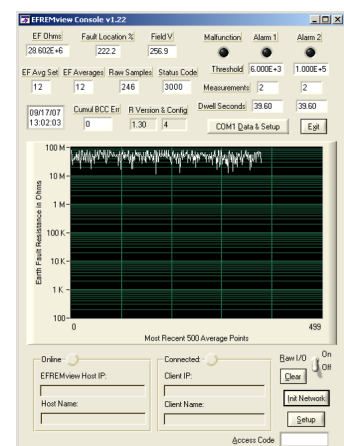 EFREMview Console v1.22
EF Ohms Fault Location % Field V Malfunction Alarm 1 Alarm 2
28.602E+6 222.2 256.9
EF Avg Set EF Averages Raw Samples Status Code Threshold 6.000E+3 1.000E+5
12 12 246 3000 Measurements 2 2
09/17/07 13:02:03 Cumul BCC Err R Version & Config Dwell Seconds 39.60 39.60
0 1.30 4 COM1 Data & Setup Exit
Earth Fault Resistance in Ohms
100 M
10 M
1 M
100 K
10 K
1 K
100
0 499
Most Recent 500 Average Points
Online Connected Raw I/O On
Off
EFREMview Host IP: Client IP: Clear
Init Network
Host Name: Client Name:
Setup
Access Code